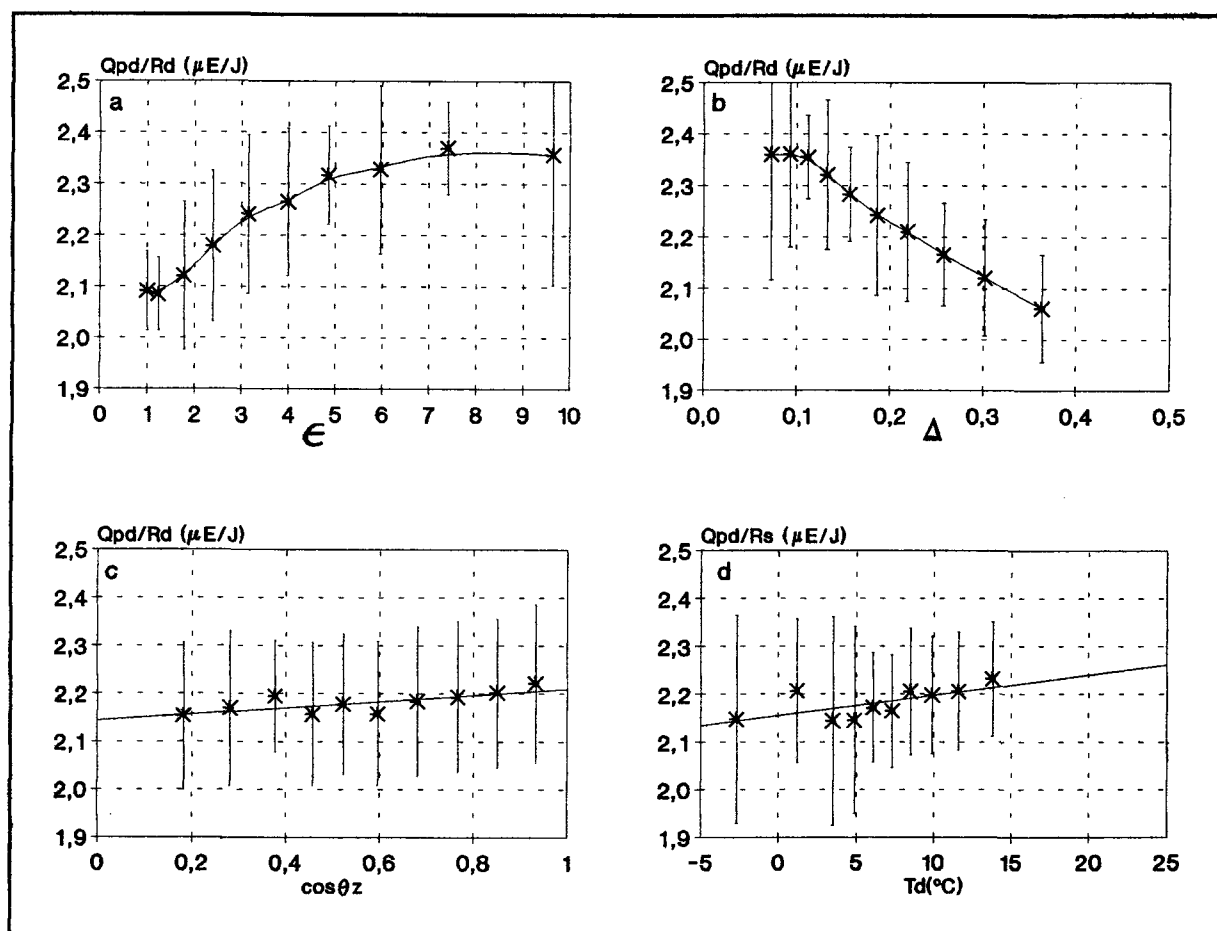 Qpd/Rd (μE/J)
a
2,5
2,4
2,3
2,2
2,1
2,0
1,9
0 1 2 3 4 5 6 7 8 9 10
ϵ
Qpd/Rd (μE/J)
b
2,5
2,4
2,3
2,2
2,1
2,0
1,9
0,0 0,1 0,2 0,3 0,4 0,5
Δ
Qpd/Rd (μE/J)
c
2,5
2,4
2,3
2,2
2,1
2,0
1,9
0 0,2 0,4 0,6 0,8 1
cosθz
Qpd/Rs (μE/J)
d
2,5
2,4
2,3
2,2
2,1
2,0
1,9
-5 0 5 10 15 20 25
Td(°C)